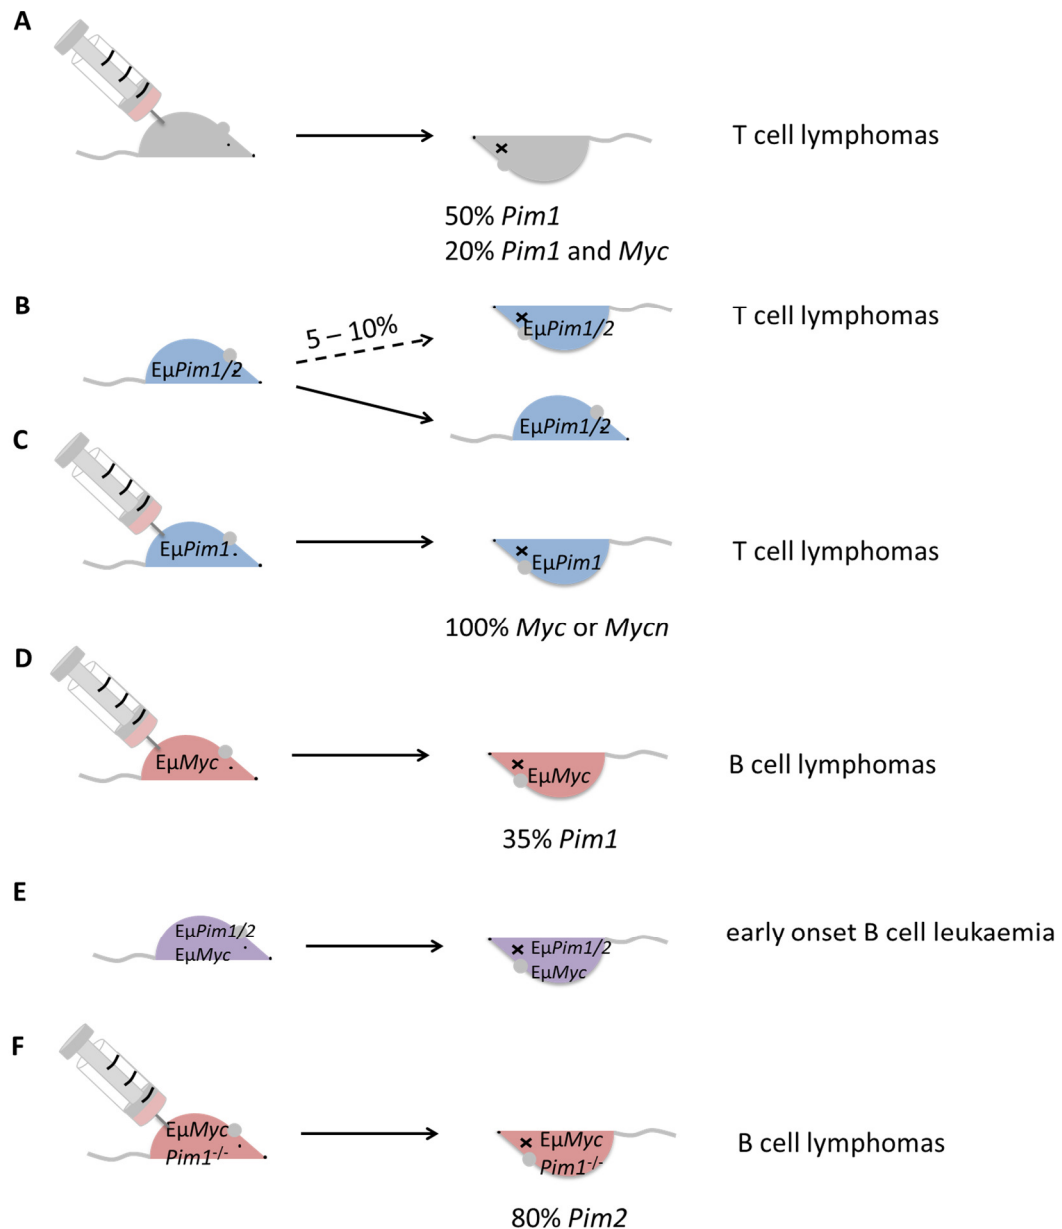 A
T cell lymphomas
50% Pim1
20% Pim1 and Myc
B
5 – 10%
EµPim1/2
EµPim1/2
T cell lymphomas
EµPim1/2
C
EµPim1
EµPim1
T cell lymphomas
100% Myc or Mycn
D
EµMyc
EµMyc
B cell lymphomas
35% Pim1
E
EµPim1/2
EµMyc
EµPim1/2
EµMyc
early onset B cell leukaemia
F
EµMyc
Pim1-/-
EµMyc
Pim1-/-
B cell lymphomas
80% Pim2